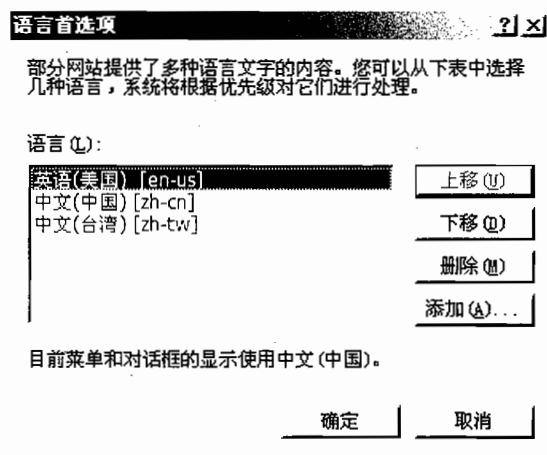 语言首选项
部分网站提供了多种语言文字的内容。您可以从下表中选择
几种语言，系统将根据优先级对它们进行处理。
语言(L):
英语(美国) [en-us]
中文(中国) [zh-cn]
中文(台湾) [zh-tw]
上移(U)
下移(D)
删除(M)
添加(A)...
目前菜单和对话框的显示使用中文(中国)。
确定
取消